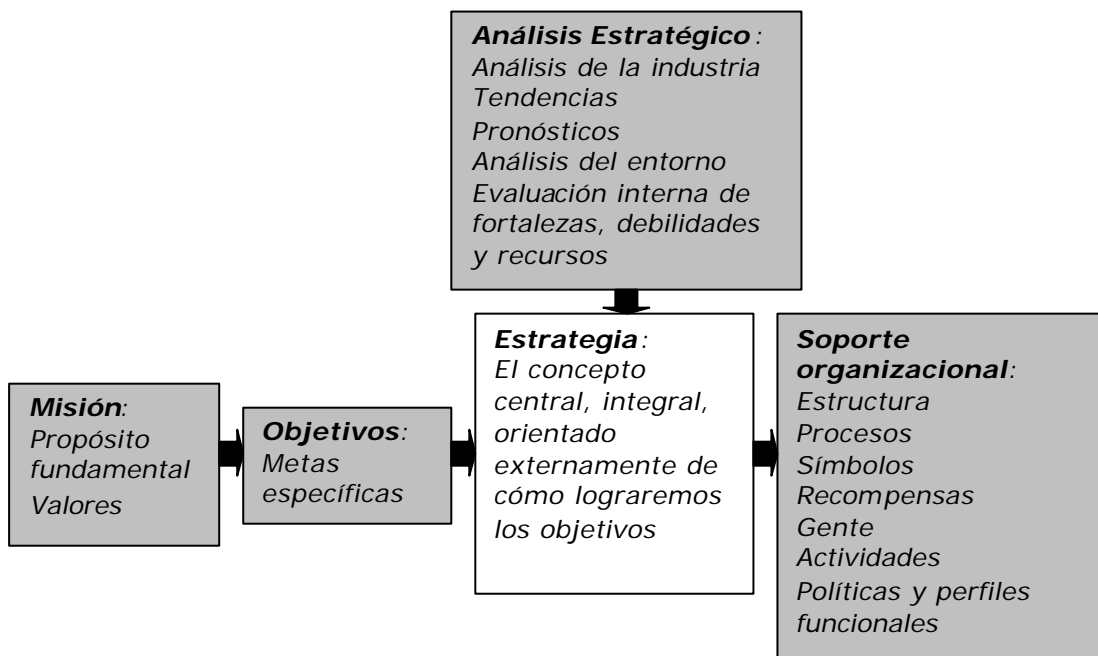 Análisis Estratégico:
Análisis de la industria
Tendencias
Pronósticos
Análisis del entorno
Evaluación interna de
fortalezas, debilidades
y recursos
Misión:
Propósito
fundamental
Valores
Objetivos:
Metas
específicas
Estrategia:
El concepto
central, integral,
orientado
externamente de
cómo lograremos
los objetivos
Soporte
organizacional:
Estructura
Procesos
Símbolos
Recompensas
Gente
Actividades
Políticas y perfiles
funcionales